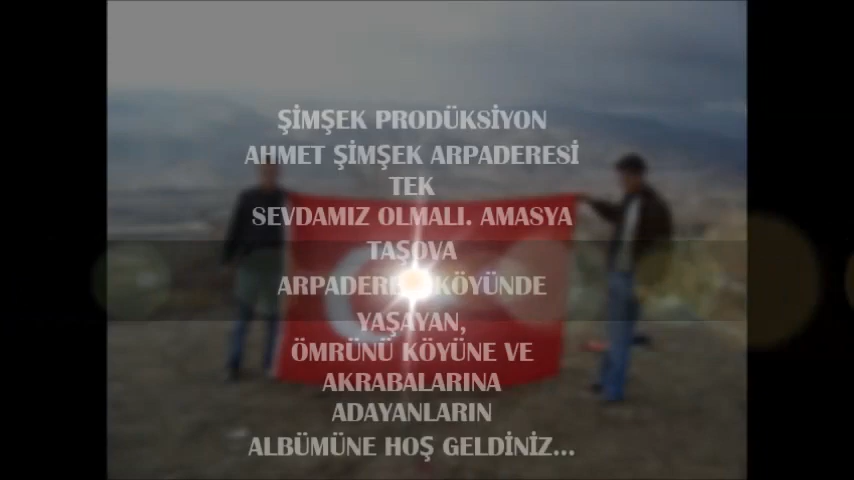 ŞİMŞEK PRODÜKSİYON
AHMET ŞİMŞEK ARPADERESİ
TEK
SEVDAMIZ OLMALI. AMASYA
TAŞOVA
KÖYÜNDE
YAŞAYAN,
ÖMRÜNÜ KÖYÜNE VE
AKRABALARINA
ADAYANLARIN
ALBÜMÜNE HOŞ GELDİNİZ...